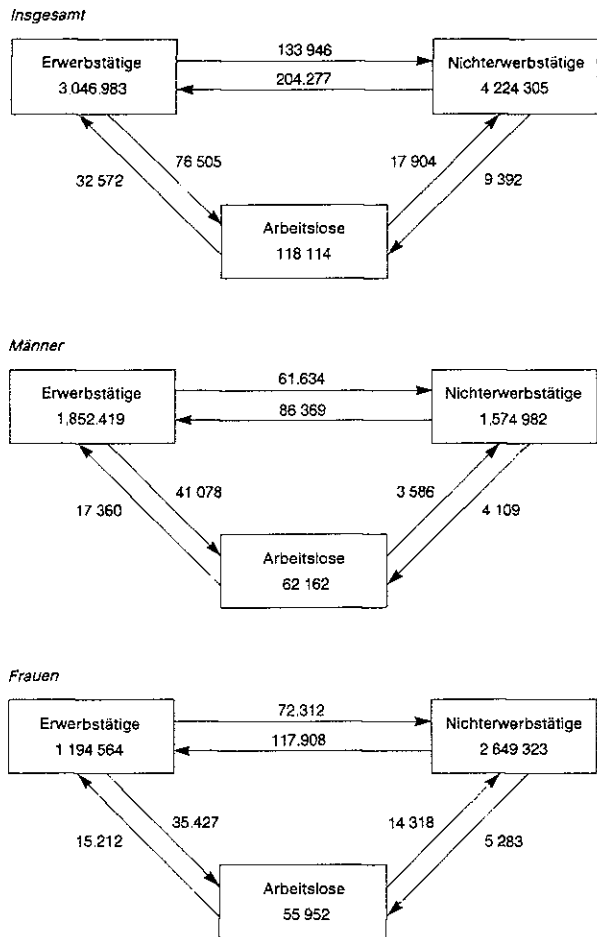 Insgesamt
Erwerbstätige
3,046.983
133 946
204.277
Nichterwerbstätige
4 224 305
76 505
32 572
17 904
9 392
Arbeitslose
118 114
Männer
Erwerbstätige
1,852.419
61.634
86 369
Nichterwerbstätige
1,574 982
41 078
17 360
3 586
4 109
Arbeitslose
62 162
Frauen
Erwerbstätige
1 194 564
72.312
117.908
Nichterwerbstätige
2 649 323
35.427
15.212
14 318
5 283
Arbeitslose
55 952